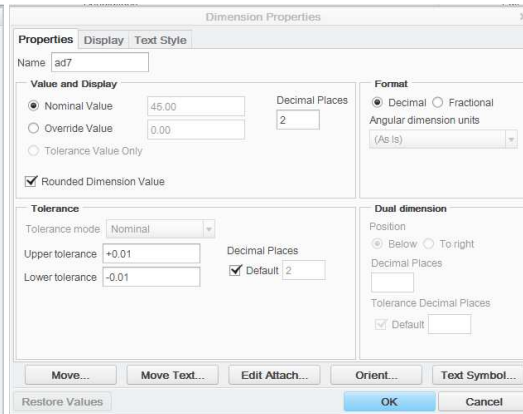 Dimension Properties
Properties Display Text Style
Name ad7
Value and Display
Nominal Value 45.00
Override Value 0.00
Tolerance Value Only
Rounded Dimension Value
Decimal Places
2
Format
Decimal Fractional
Angular dimension units
(As Is)
Tolerance
Tolerance mode Nominal
Upper tolerance +0.01
Lower tolerance -0.01
Decimal Places
Default 2
Dual dimension
Position
Below To right
Decimal Places
Tolerance Decimal Places
Default
Move... Move Text... Edit Attach... Orient... Text Symbol...
Restore Values OK Cancel